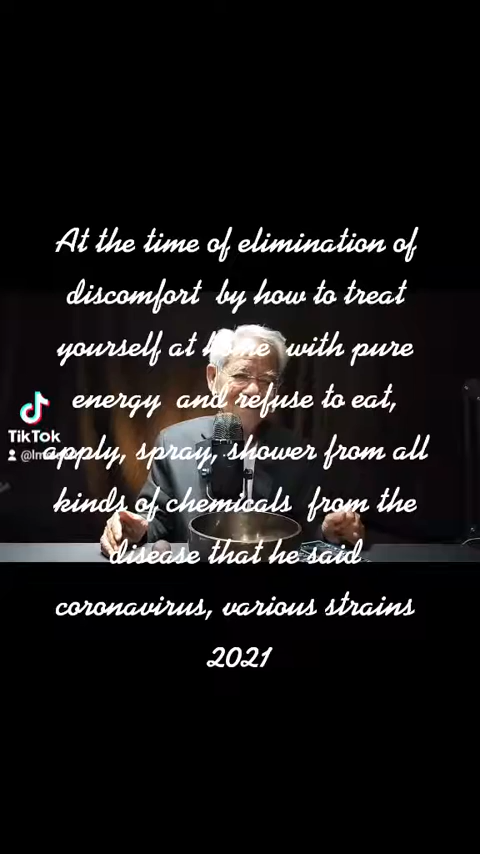 At the time of elimination of
discomfort by how to treat
yourself at home with pure
energy and refuse to eat,
TikTok
apply, spray, shower from all
kinds of chemicals from the
disease that he said
coronavirus, various strains
2021